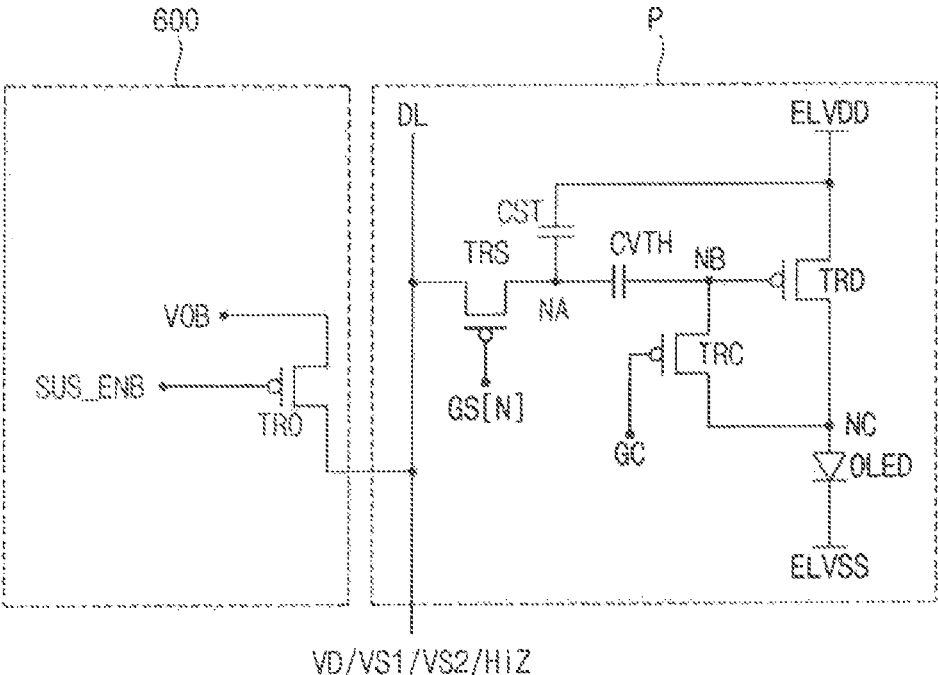 600
P
DL
ELVDD
CST
CVTH
TRS
NB
TRD
NA
VOB
TRC
SUS_ENB
TRO
GS[N]
GC
NC
OLED
ELVSS
VD/VS1/VS2/HiZ